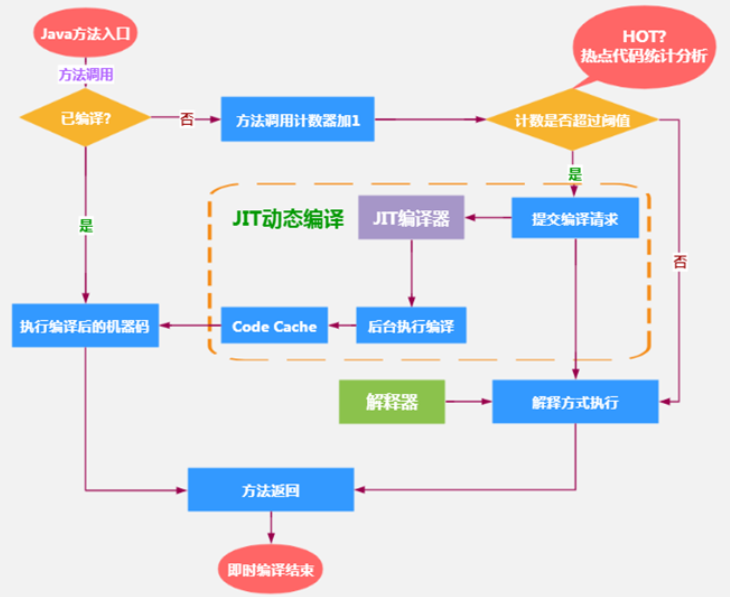 Java方法入口
HOT?
热点代码统计分析
方法调用
已编译?
否
方法调用计数器加1
计数是否超过阈值
是
JIT动态编译
JIT编译器
提交编译请求
是
否
执行编译后的机器码
Code Cache
后台执行编译
解释器
解释方式执行
方法返回
即时编译结束